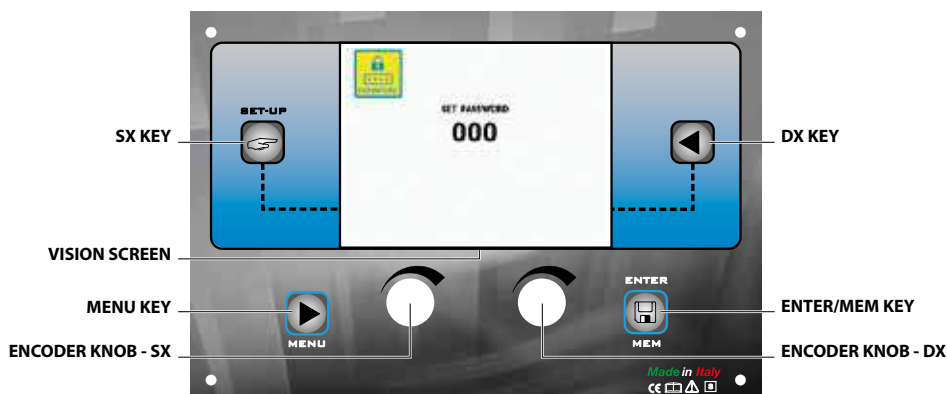 SET-UP
SET PASSWORD
000
SX KEY
DX KEY
VISION SCREEN
ENTER
MENU KEY
ENTER/MEM KEY
MENU
MEM
ENCODER KNOB - SX
ENCODER KNOB - DX
Made in Italy
CE